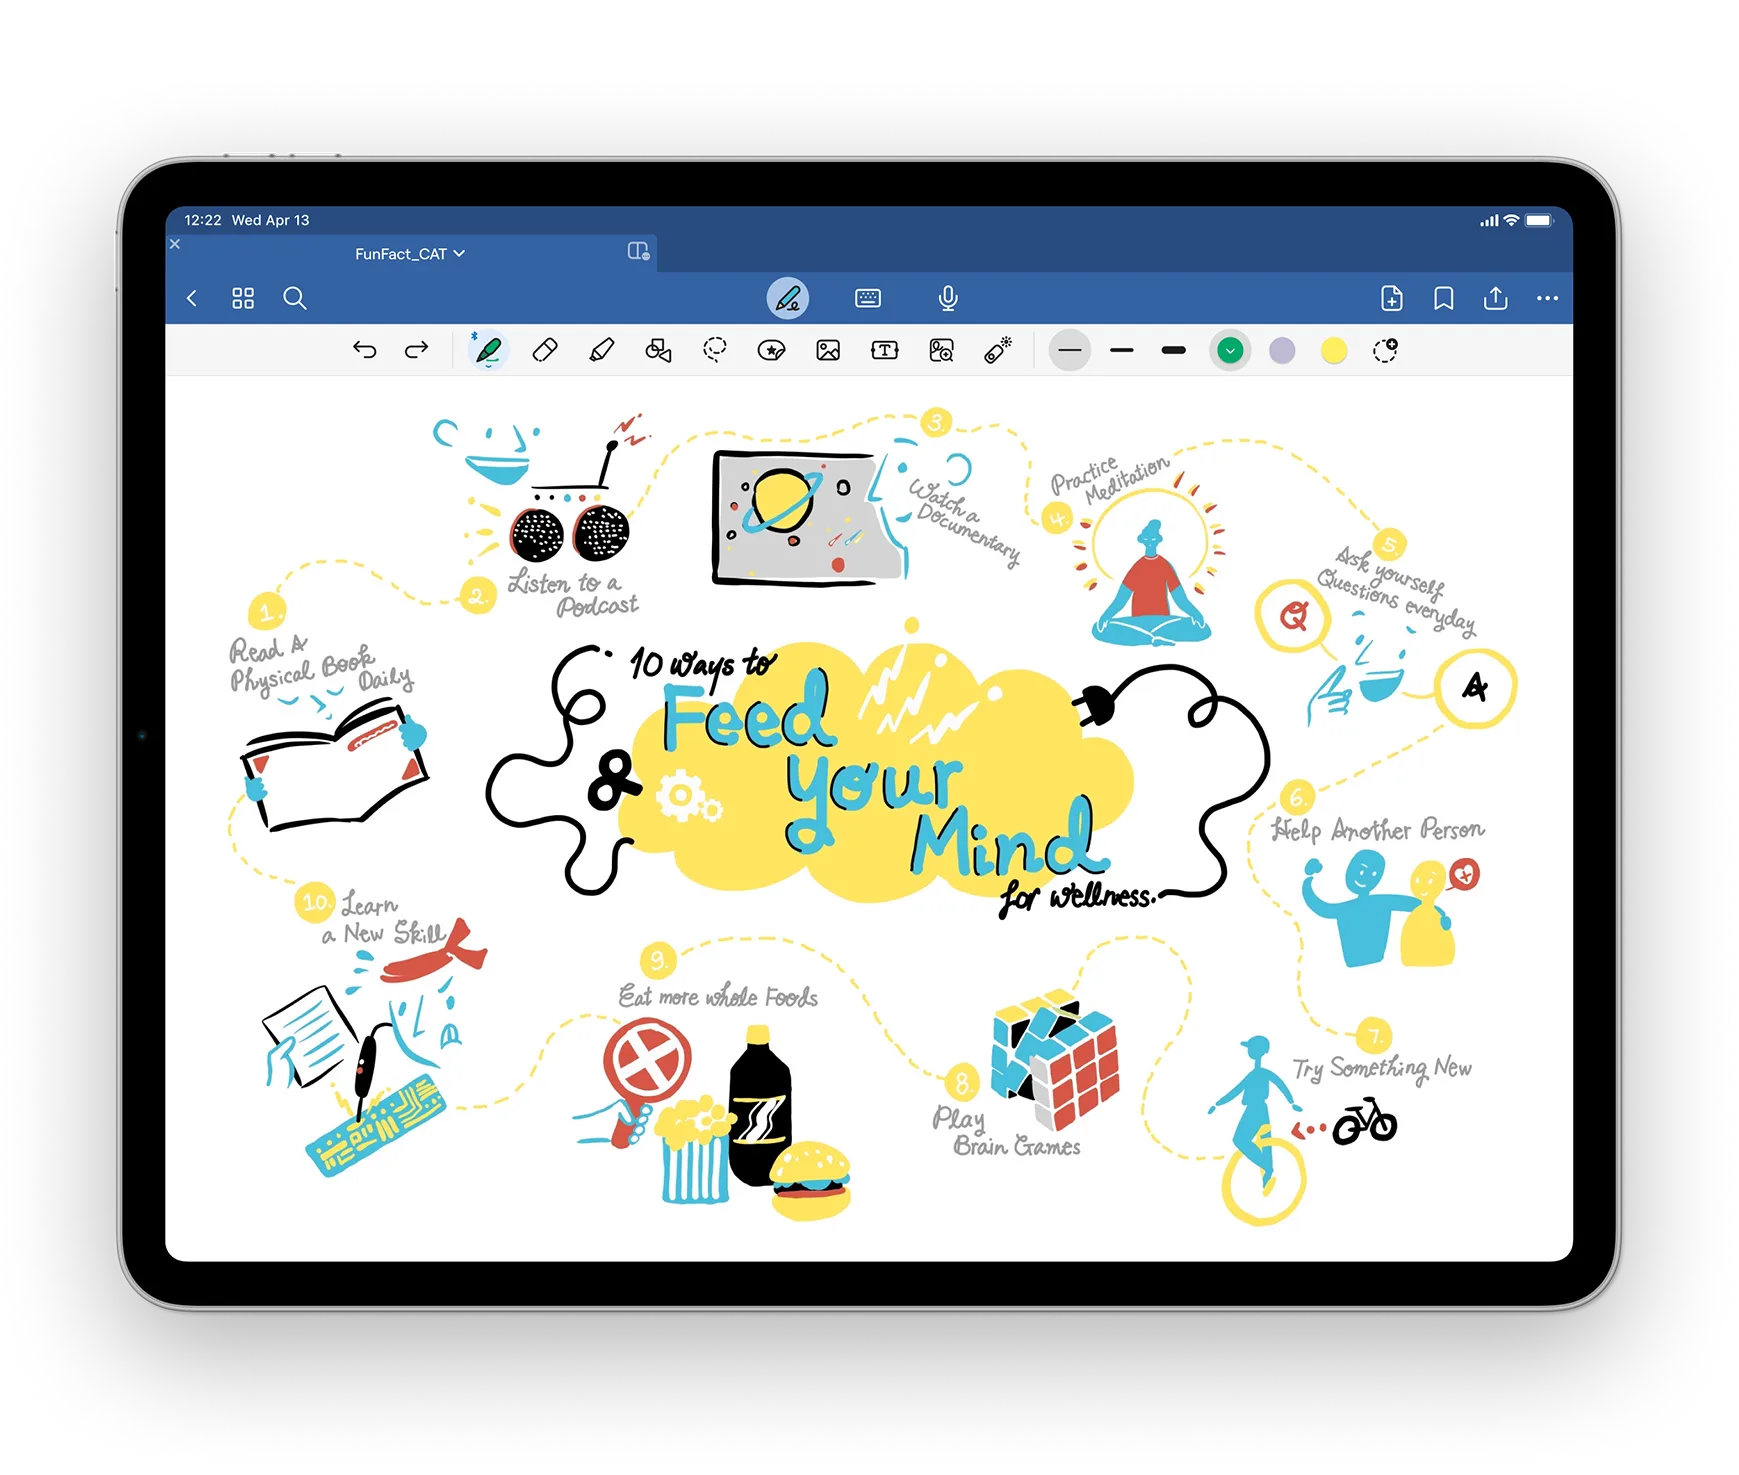 12:22 Wed Apr 13
FunFact_CAT
T
1.
Read A
Physical Book
Daily
2.
Listen to a
Podcast
3.
Watch a
Documentary
4.
Practice
Meditation
5.
Ask yourself
Questions everyday
Q
A
10 ways to
&
Feed
your
Mind
for wellness.
6.
Help Another Person
7.
Try Something New
8.
Play
Brain Games
9.
Eat more whole Foods
10.
Learn
a New Skill